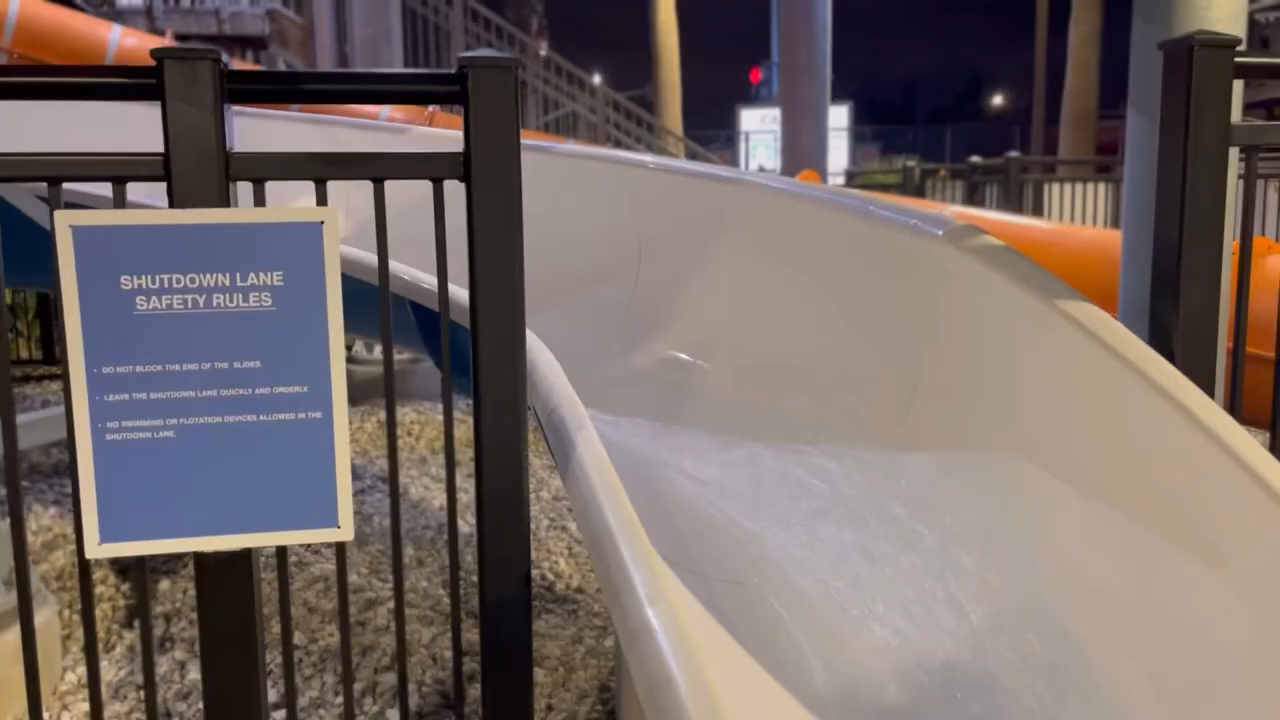 SHUTDOWN LANE
SAFETY RULES
• DO NOT BLOCK THE END OF THE SLIDES.
• LEAVE THE SHUTDOWN LANE QUICKLY AND ORDERLY.
• NO SWIMMING OR FLOTATION DEVICES ALLOWED IN THE
SHUTDOWN LANE.